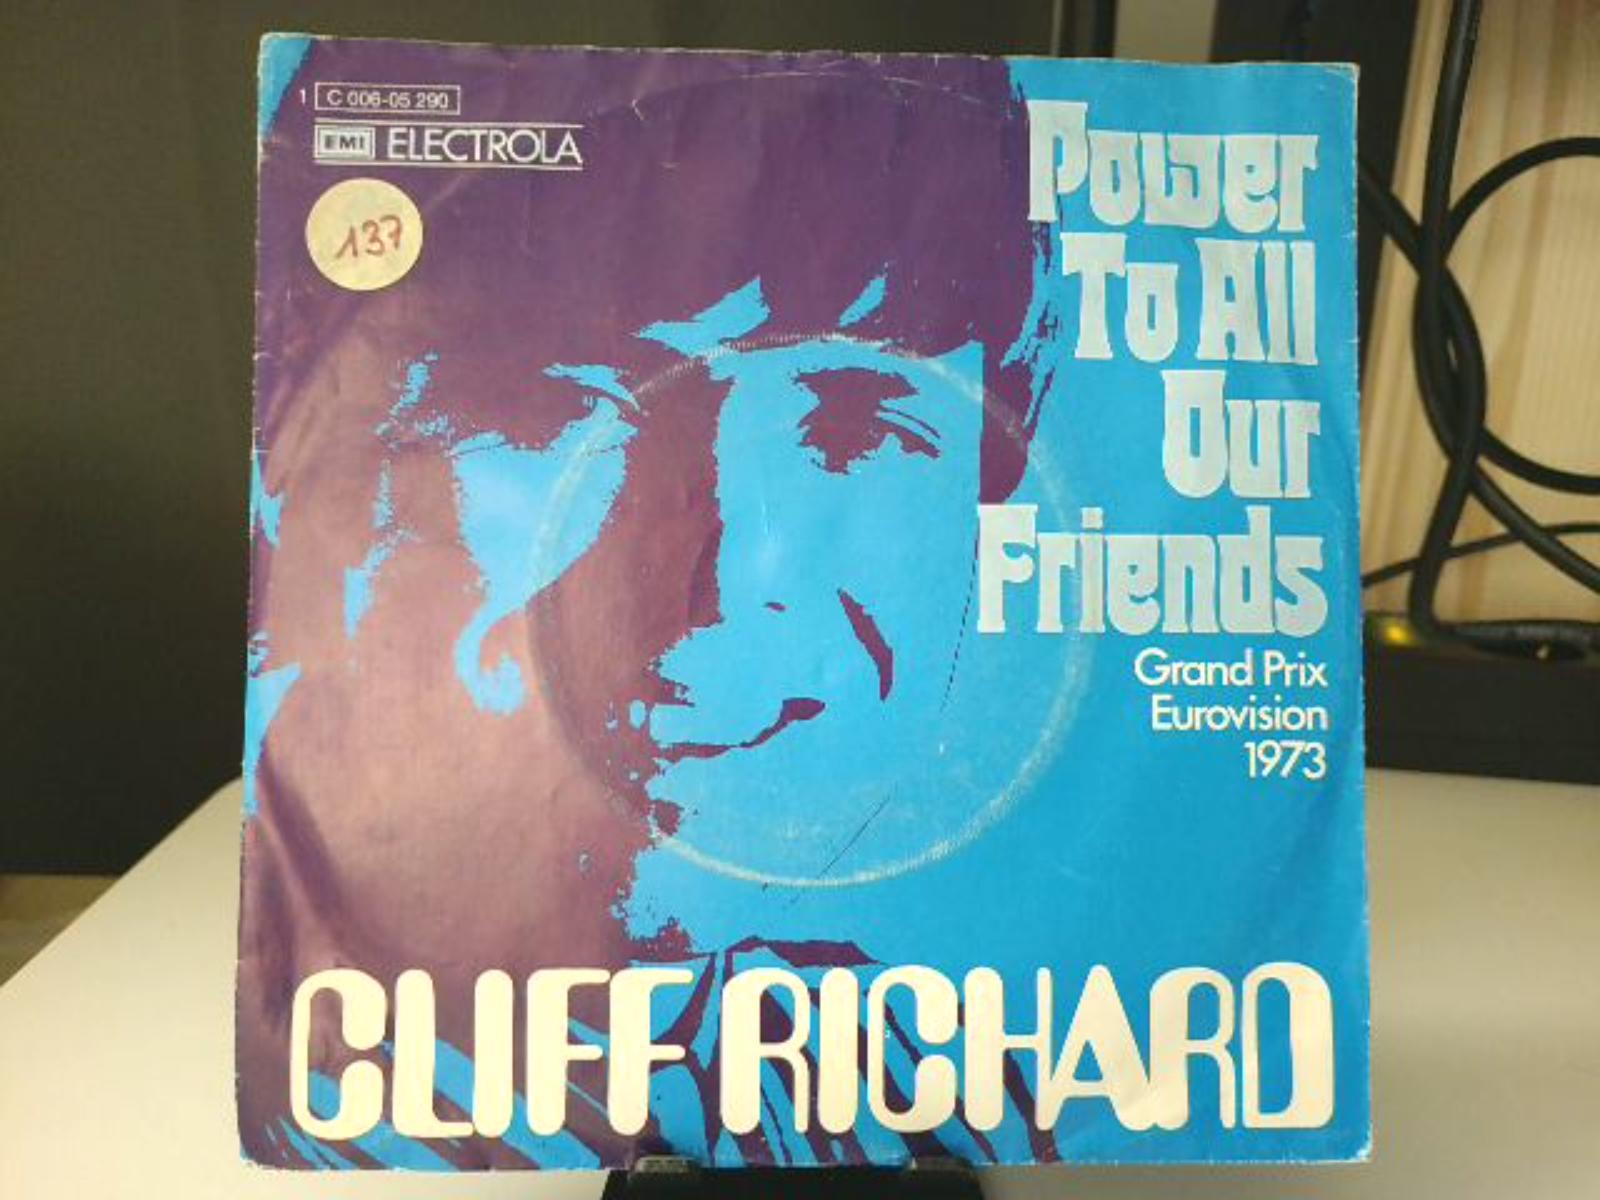 1 C 006-05 290
EMI ELECTROLA
137
Power
To All
Our
Friends
Grand Prix
Eurovision
1973
CLIFF RICHARD